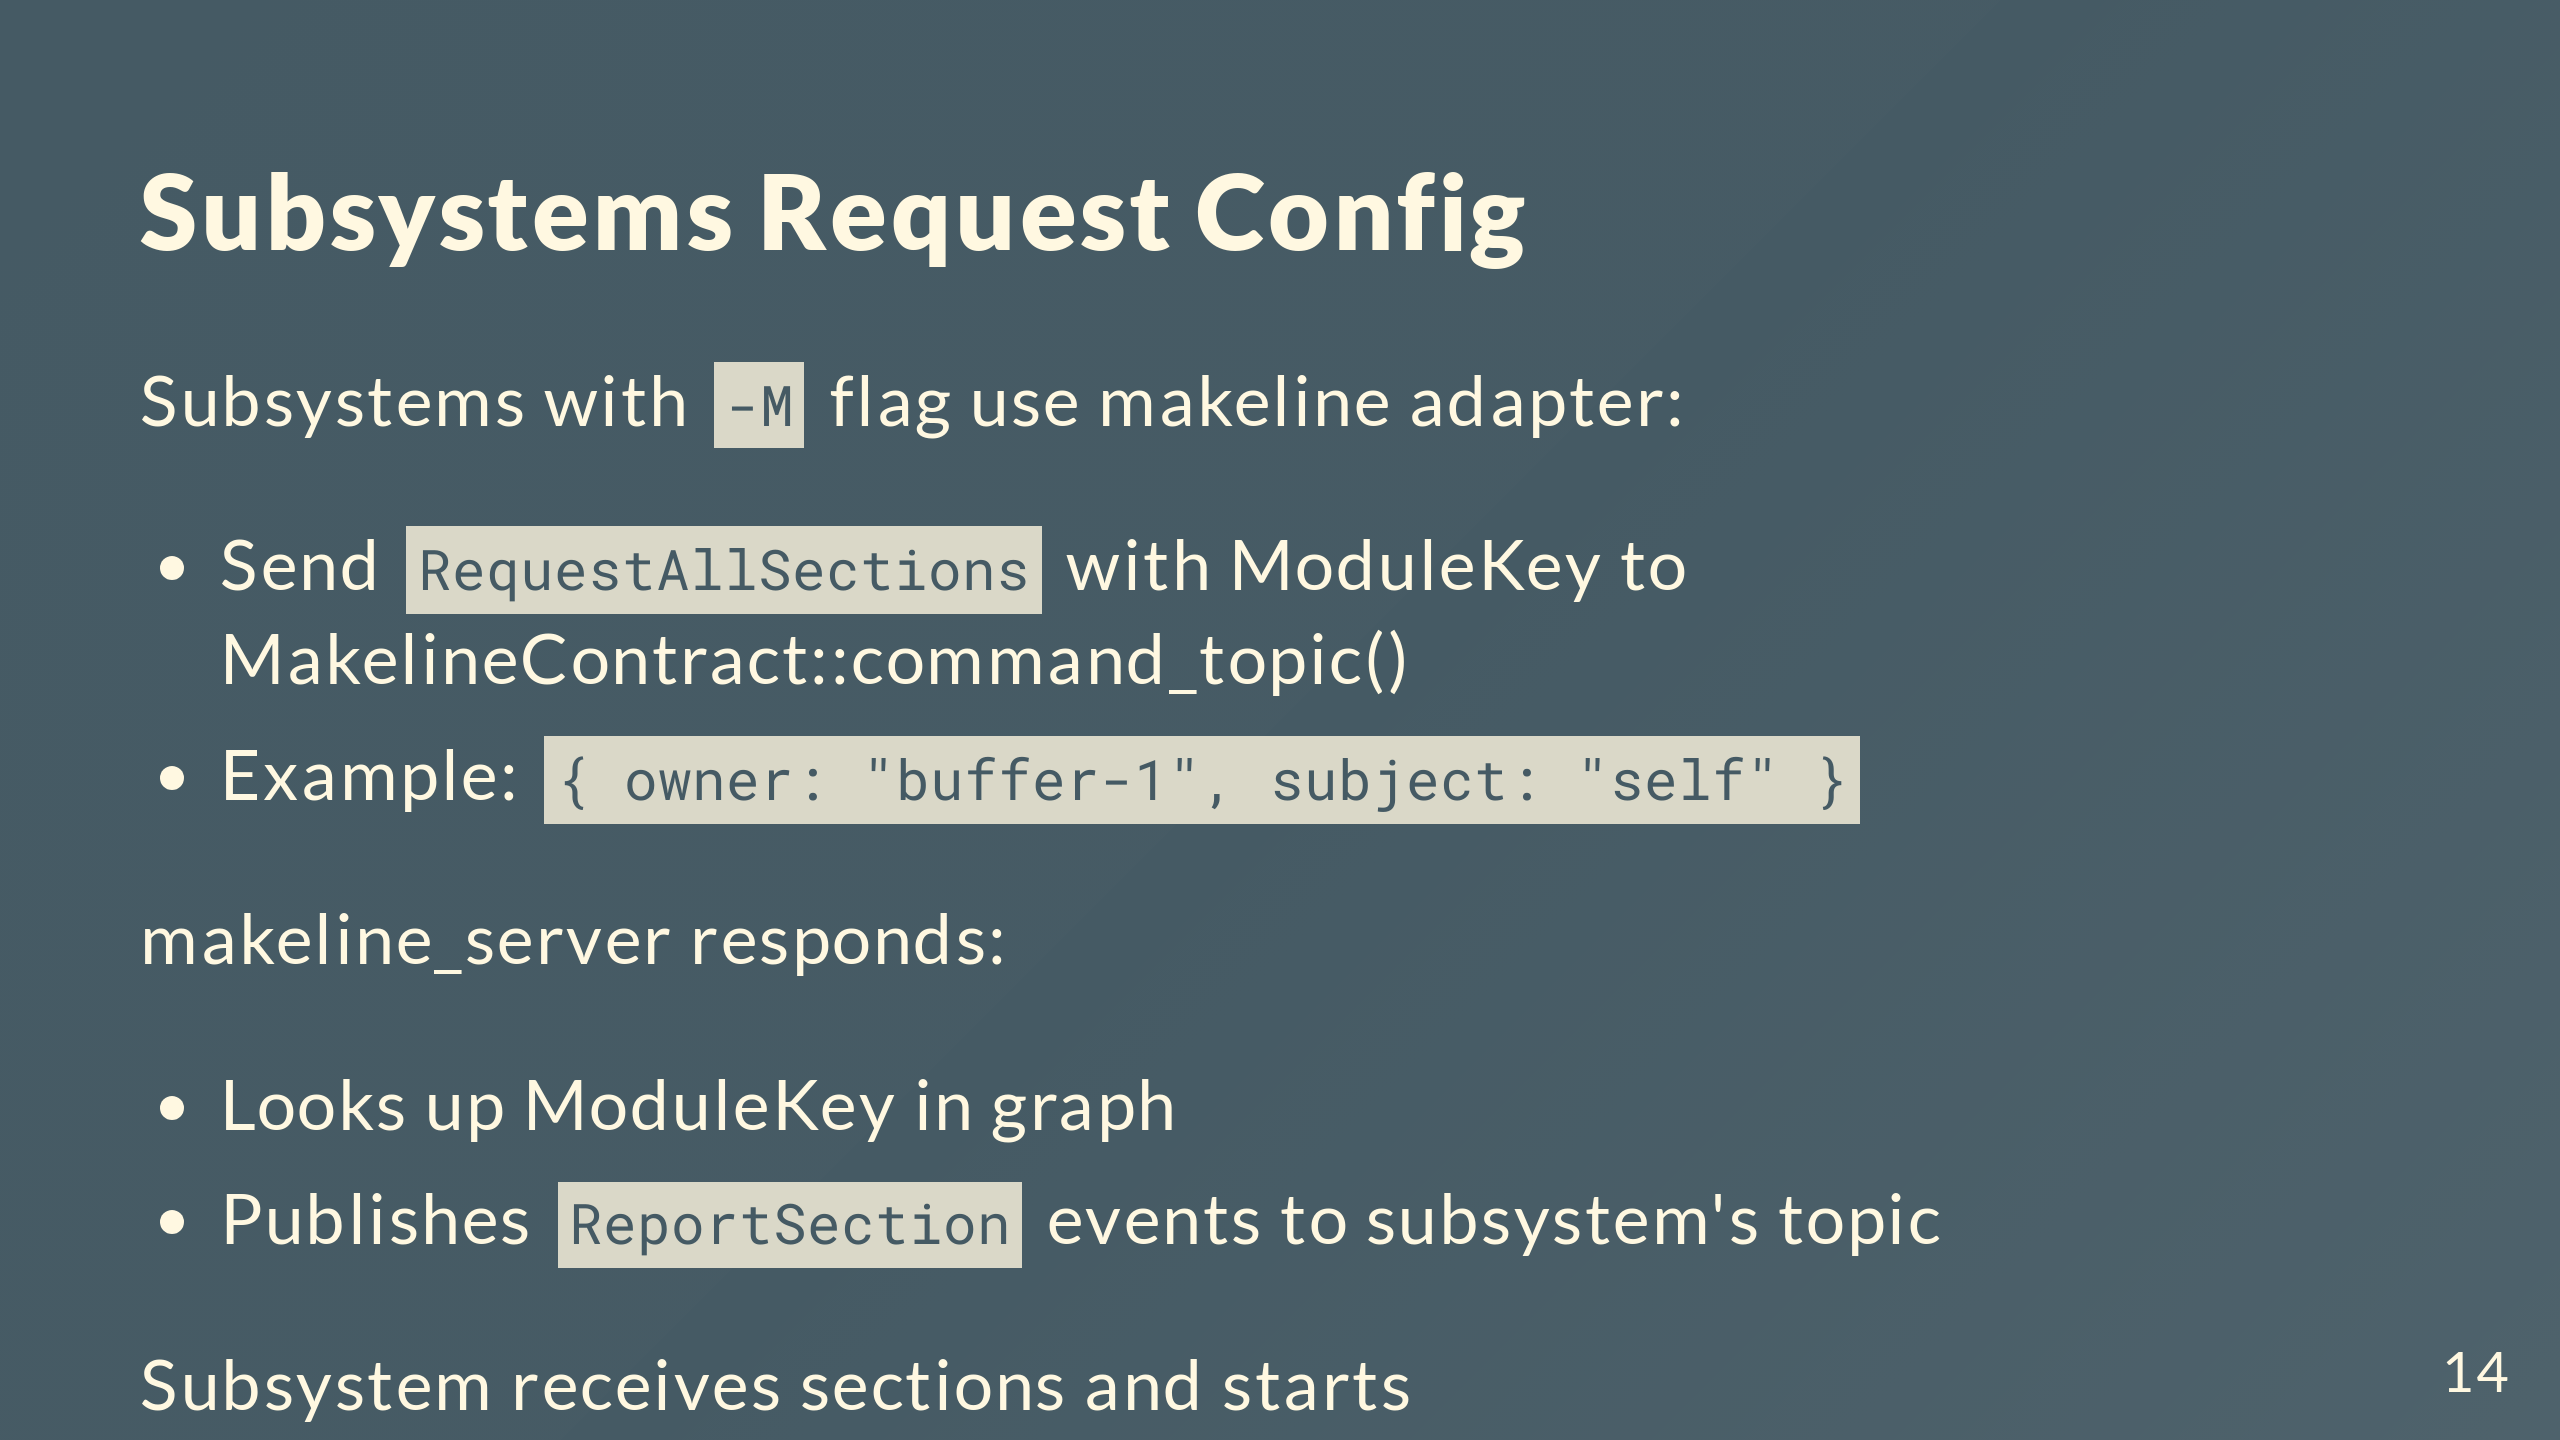 Subsystems Request Config
Subsystems with -M flag use makeline adapter:
• Send RequestAllSections with ModuleKey to
MakelineContract::command_topic()
• Example: { owner: "buffer-1", subject: "self" }
makeline_server responds:
• Looks up ModuleKey in graph
• Publishes ReportSection events to subsystem's topic
Subsystem receives sections and starts
14